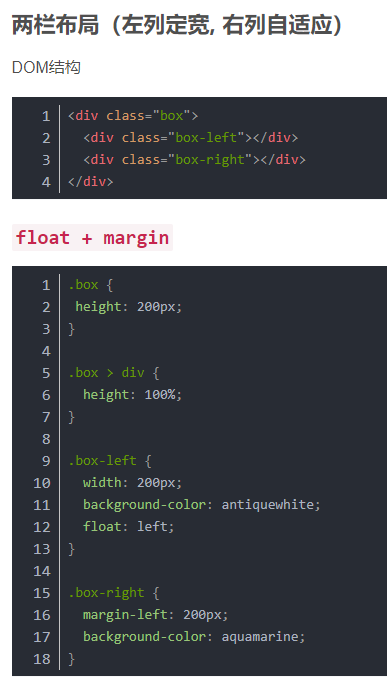 两栏布局（左列定宽, 右列自适应）
DOM结构
1 <div class="box">
2   <div class="box-left"></div>
3   <div class="box-right"></div>
4 </div>
float + margin
1 .box {
2  height: 200px;
3 }
4
5 .box > div {
6   height: 100%;
7 }
8
9 .box-left {
10   width: 200px;
11   background-color: antiquewhite;
12   float: left;
13 }
14
15 .box-right {
16   margin-left: 200px;
17   background-color: aquamarine;
18 }